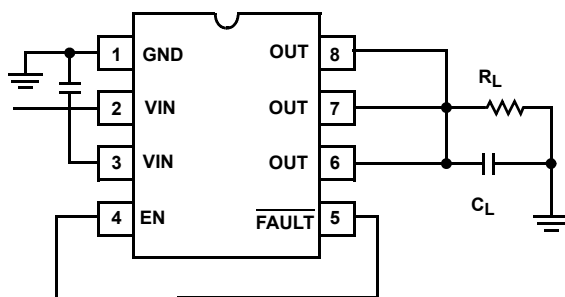 1 GND OUT 8
2 VIN OUT 7
3 VIN OUT 6
4 EN FAULT 5
RL
CL